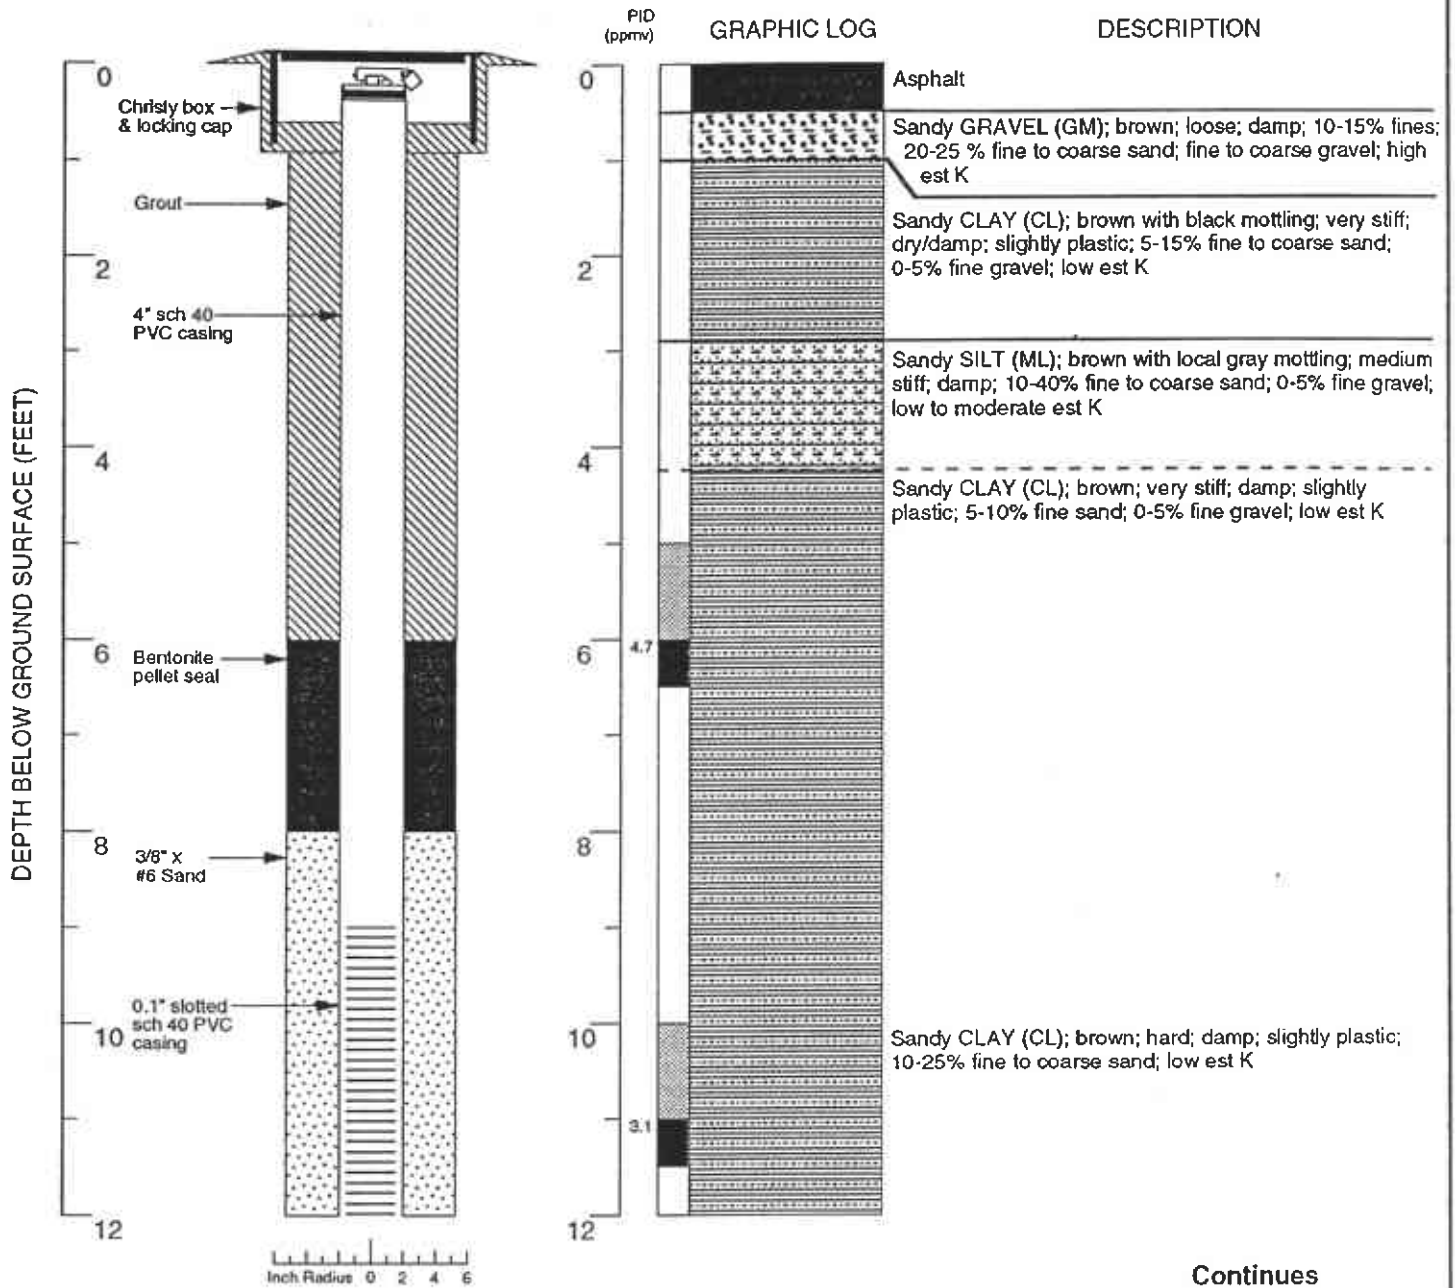 PID
(ppmv)
GRAPHIC LOG
DESCRIPTION
DEPTH BELOW GROUND SURFACE (FEET)
0
2
4
6
8
10
12
Christy box
& locking cap
Grout
4" sch 40
PVC casing
Bentonite
pellet seal
3/8" x
#6 Sand
0.1" slotted
sch 40 PVC
casing
Inch Radius 0 2 4 6
0
2
4
6
8
10
12
4.7
3.1
Asphalt
Sandy GRAVEL (GM); brown; loose; damp; 10-15% fines;
20-25 % fine to coarse sand; fine to coarse gravel; high
est K
Sandy CLAY (CL); brown with black mottling; very stiff;
dry/damp; slightly plastic; 5-15% fine to coarse sand;
0-5% fine gravel; low est K
Sandy SILT (ML); brown with local gray mottling; medium
stiff; damp; 10-40% fine to coarse sand; 0-5% fine gravel;
low to moderate est K
Sandy CLAY (CL); brown; very stiff; damp; slightly
plastic; 5-10% fine sand; 0-5% fine gravel; low est K
Sandy CLAY (CL); brown; hard; damp; slightly plastic;
10-25% fine to coarse sand; low est K
Continues